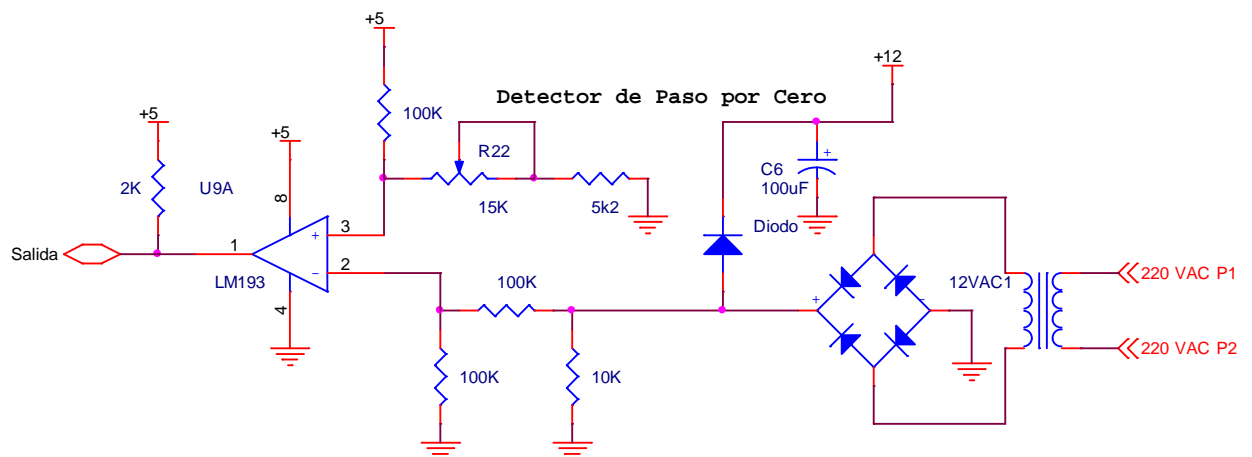 +5
+12
Detector de Paso por Cero
100K
+5
+5
R22
+
C6
100uF
2K
U9A
8
15K
5k2
Diodo
3
+
Salida
1
2
-
LM193
100K
+
-
12VAC1
220 VAC P1
4
100K
10K
220 VAC P2